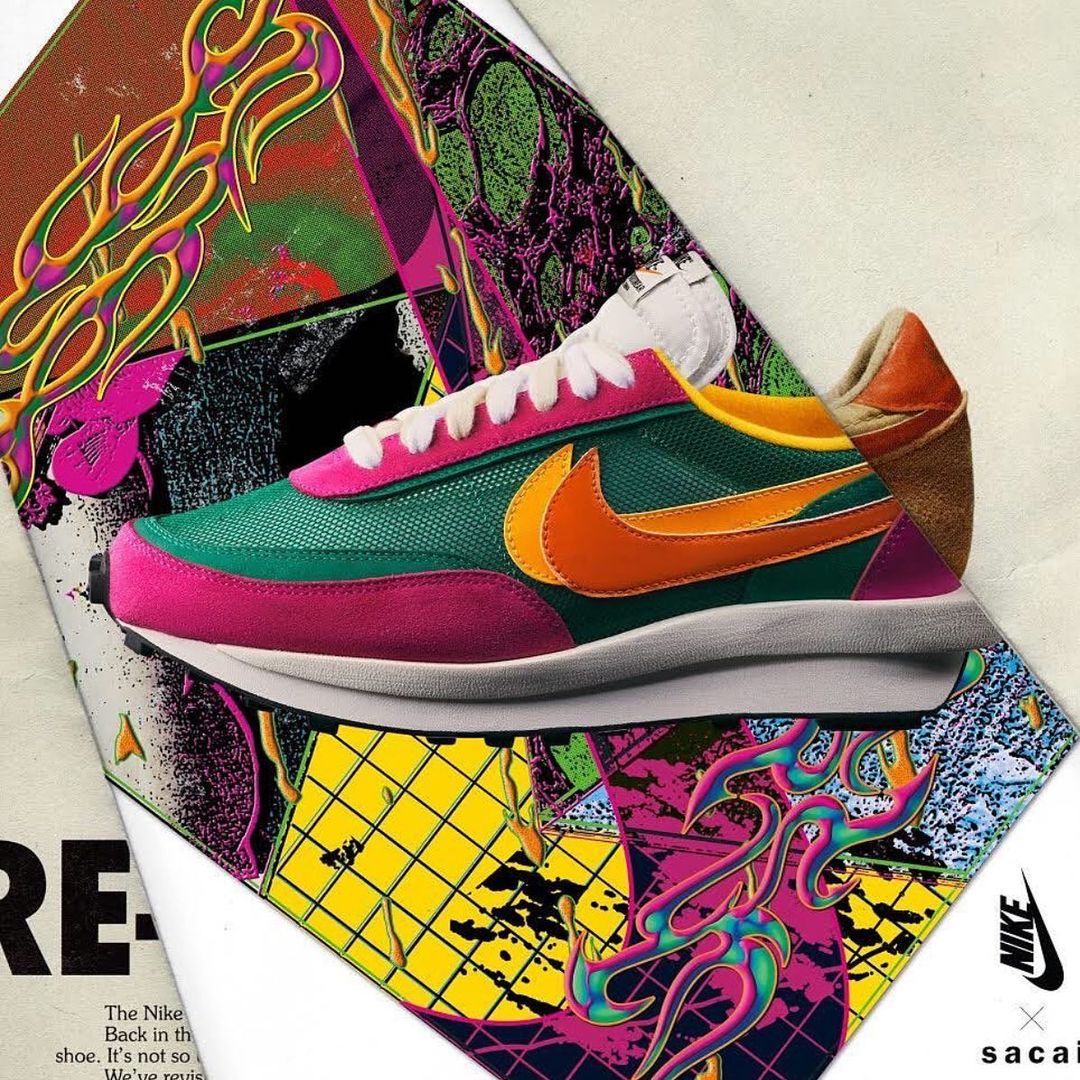 RE-
The Nike
Back in th
shoe. It's not so
We've revis
NIKE
×
sacai